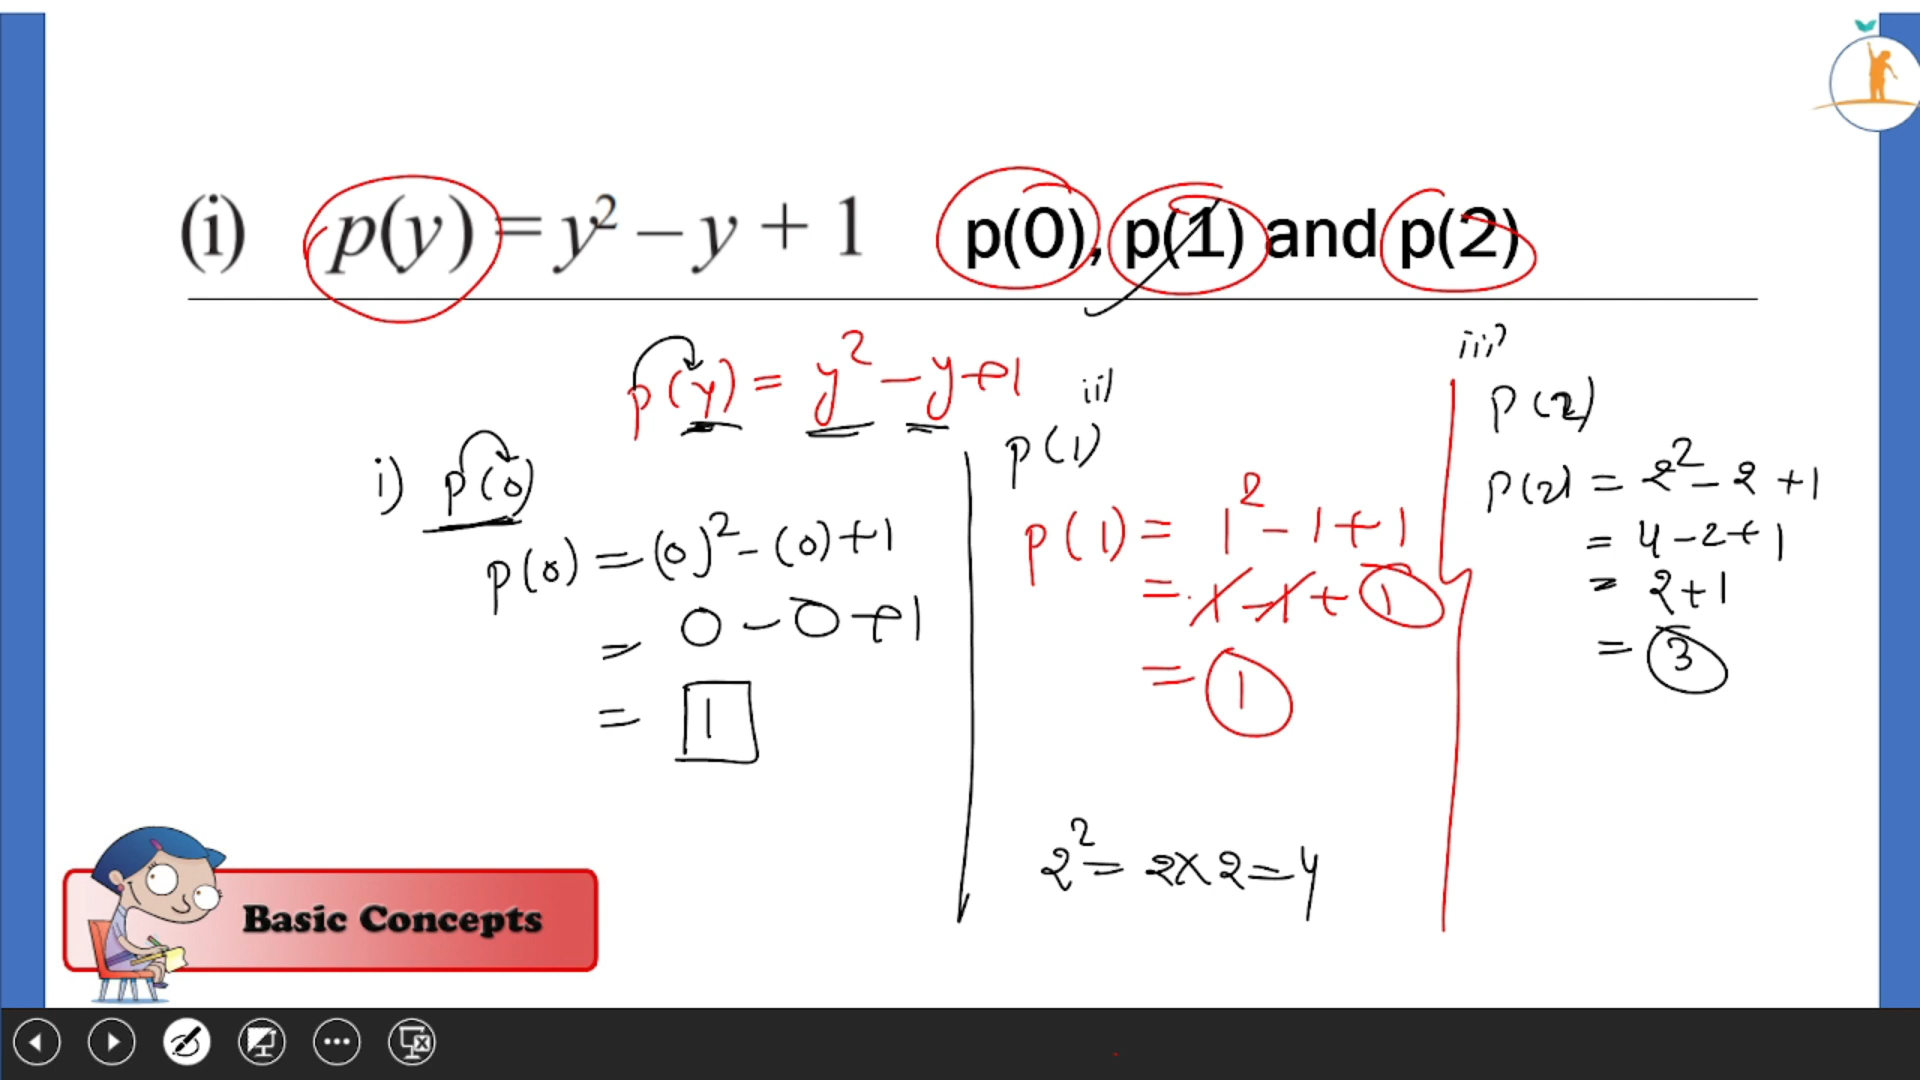 (i) p(y) = y² – y + 1 p(0), p(1) and p(2)
p(y) = y² - y + 1
i) p(0)
p(0) = (0)² - (0) + 1
= 0 - 0 + 1
= 1
ii)
p(1)
p(1) = 1² - 1 + 1
= 1 - 1 + 1
= 1
2² = 2 × 2 = 4
iii)
p(2)
p(2) = 2² - 2 + 1
= 4 - 2 + 1
= 2 + 1
= 3
Basic Concepts